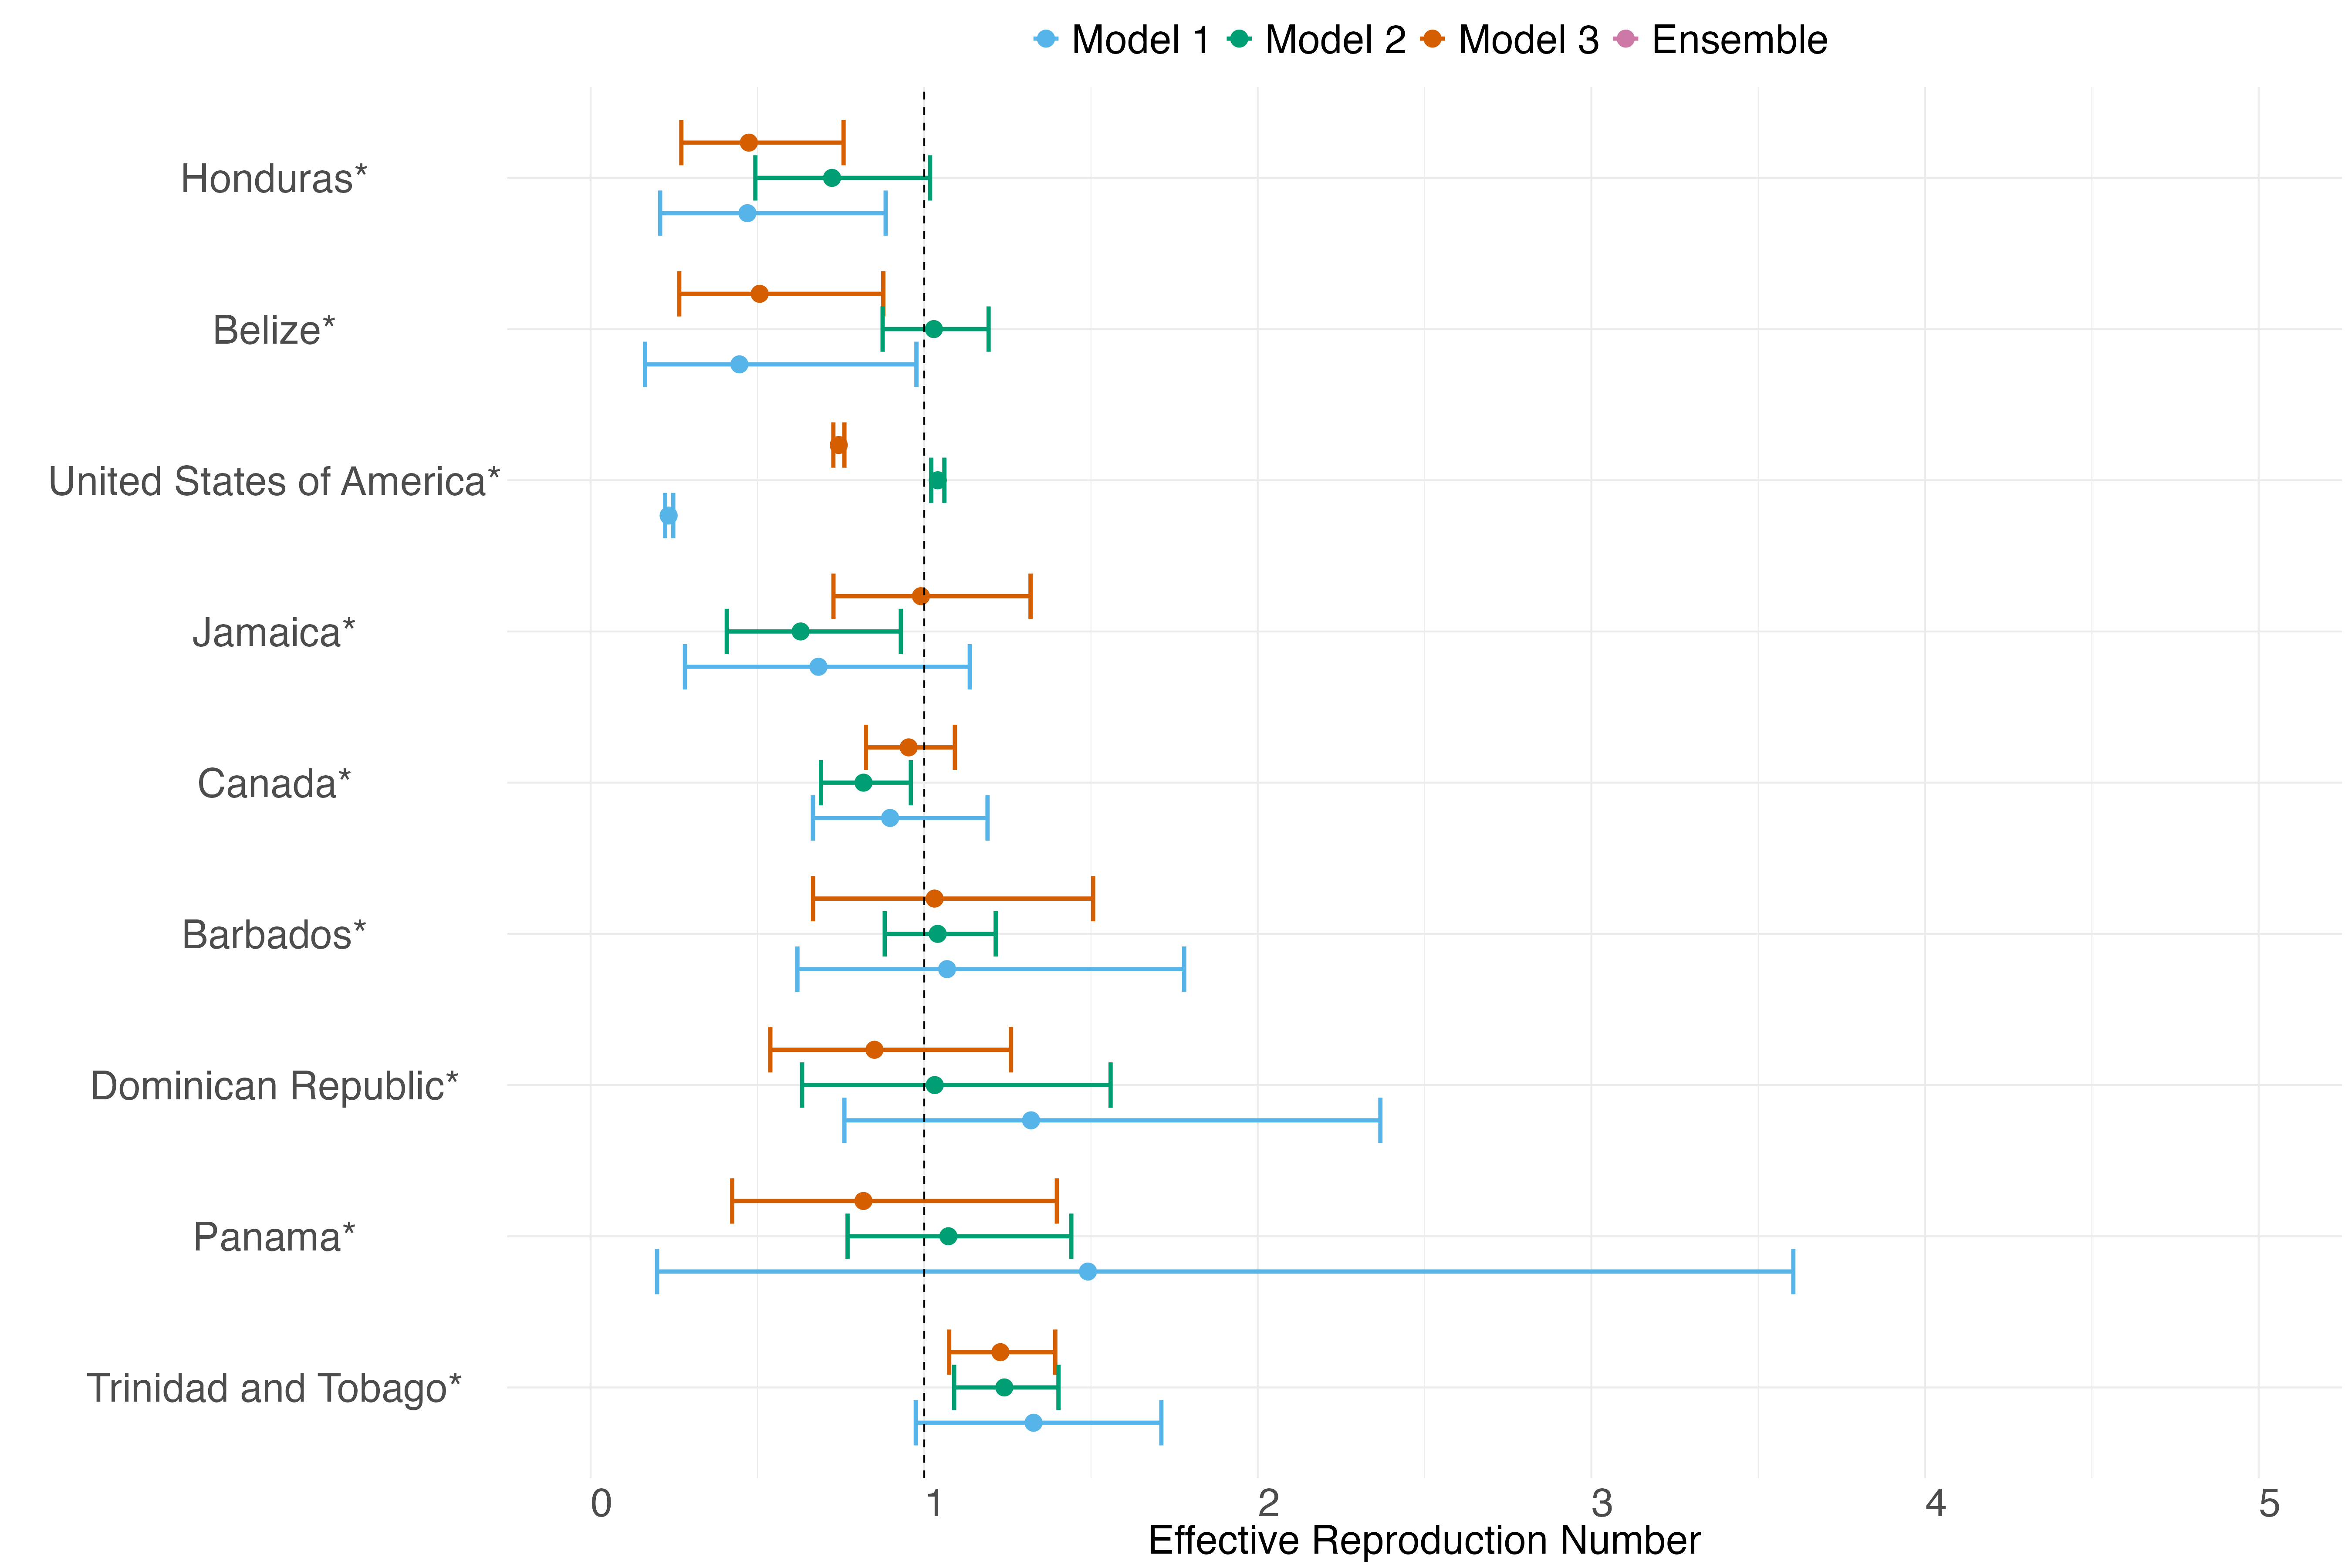 Model 1 Model 2 Model 3 Ensemble
Honduras*
Belize*
United States of America*
Jamaica*
Canada*
Barbados*
Dominican Republic*
Panama*
Trinidad and Tobago*
0 1 2 3 4 5
Effective Reproduction Number